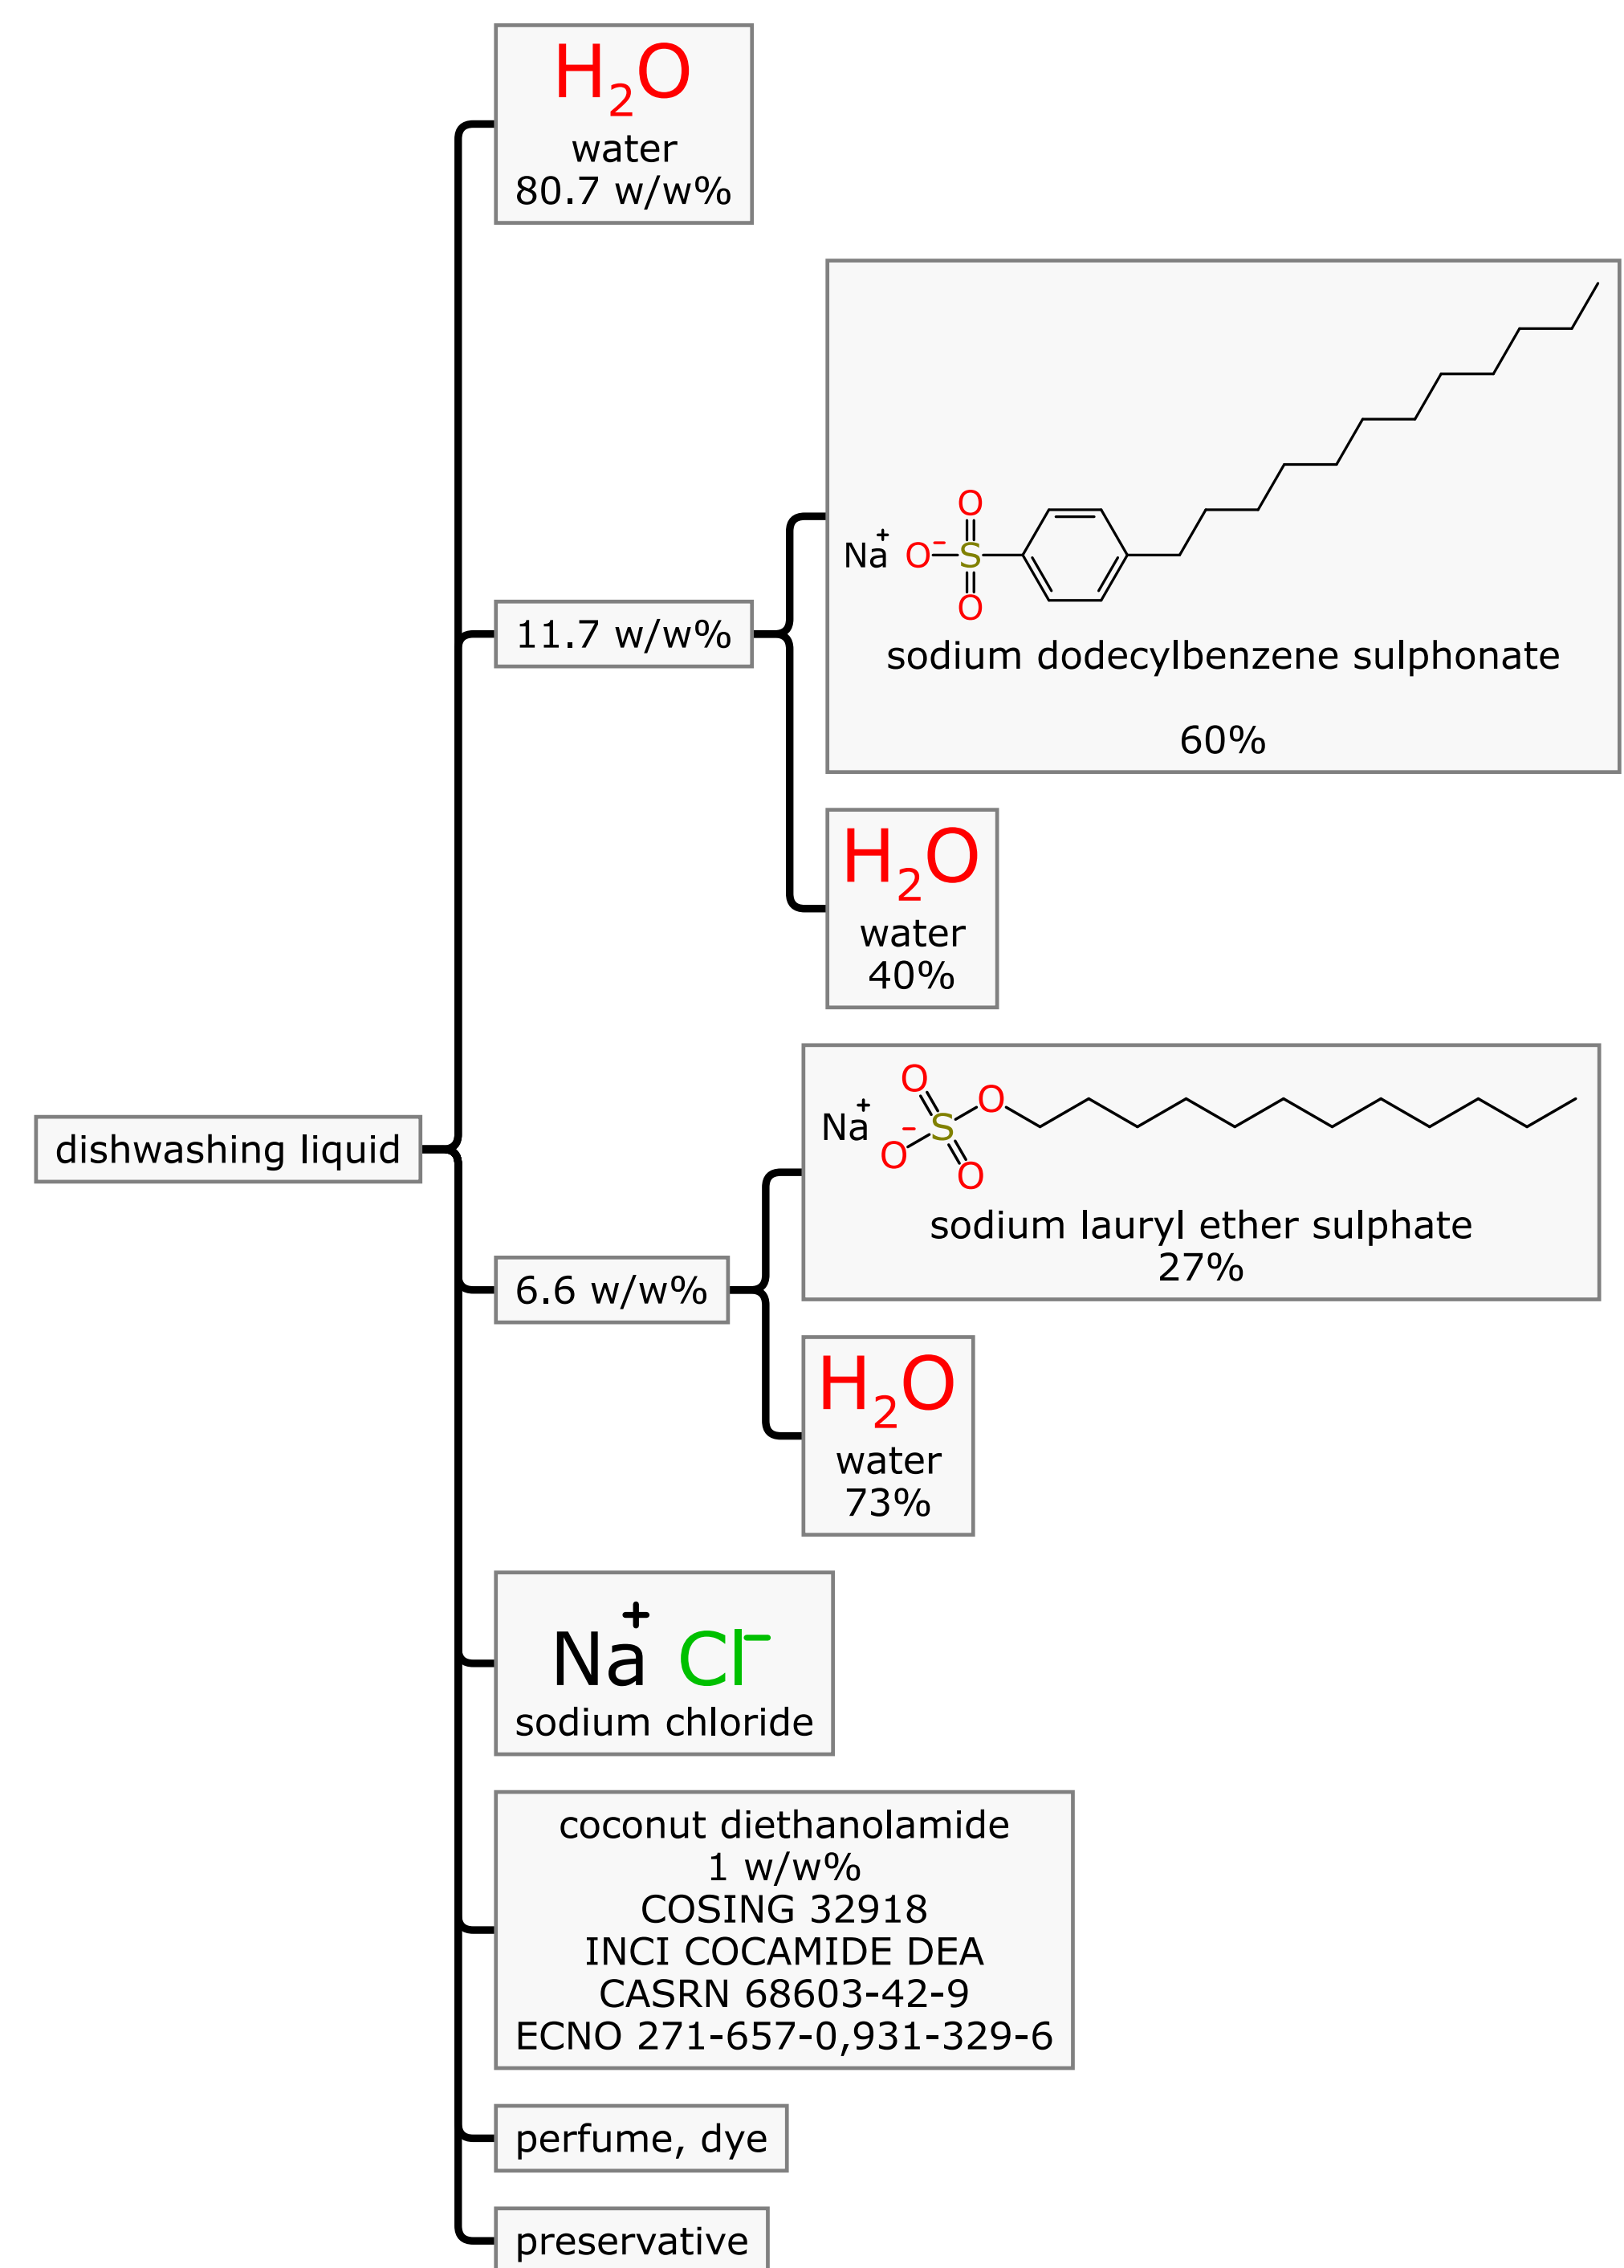 H₂O
water
80.7 w/w%
O
Na⁺ O⁻ S
O
sodium dodecylbenzene sulphonate
60%
11.7 w/w%
H₂O
water
40%
dishwashing liquid
O
O
Na⁺ S
O⁻
O
sodium lauryl ether sulphate
27%
6.6 w/w%
H₂O
water
73%
Na⁺ Cl⁻
sodium chloride
coconut diethanolamide
1 w/w%
COSING 32918
INCI COCAMIDE DEA
CASRN 68603-42-9
ECNO 271-657-0,931-329-6
perfume, dye
preservative